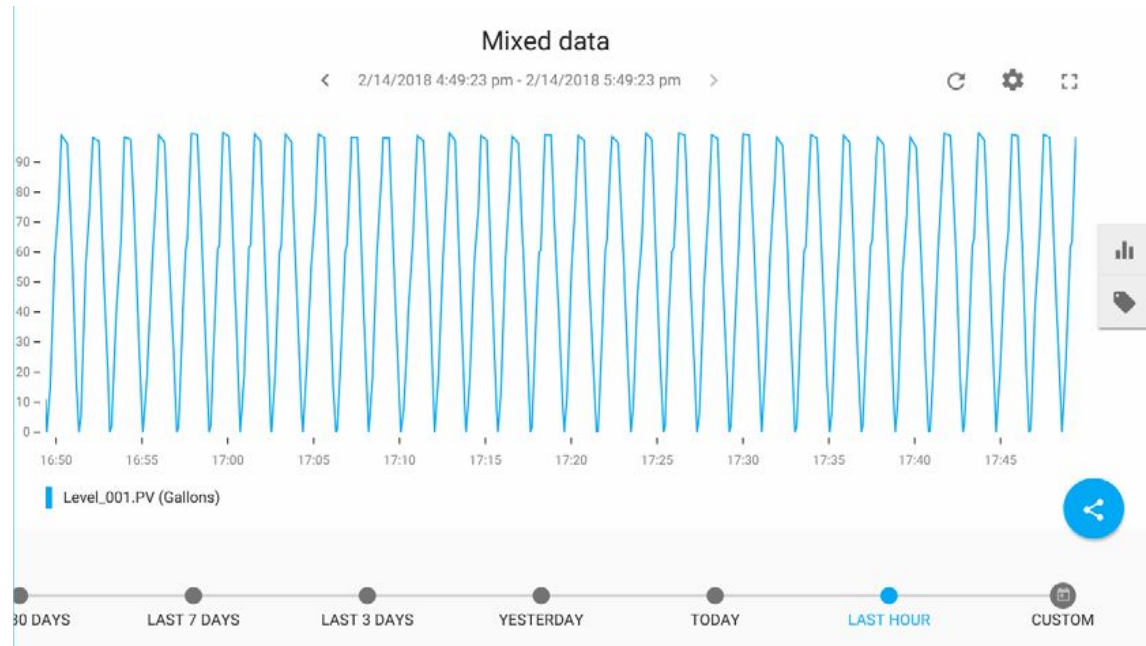 Mixed data
2/14/2018 4:49:23 pm - 2/14/2018 5:49:23 pm
90
80
70
60
50
40
30
20
10
0
16:50 16:55 17:00 17:05 17:10 17:15 17:20 17:25 17:30 17:35 17:40 17:45
Level_001.PV (Gallons)
30 DAYS LAST 7 DAYS LAST 3 DAYS YESTERDAY TODAY LAST HOUR CUSTOM